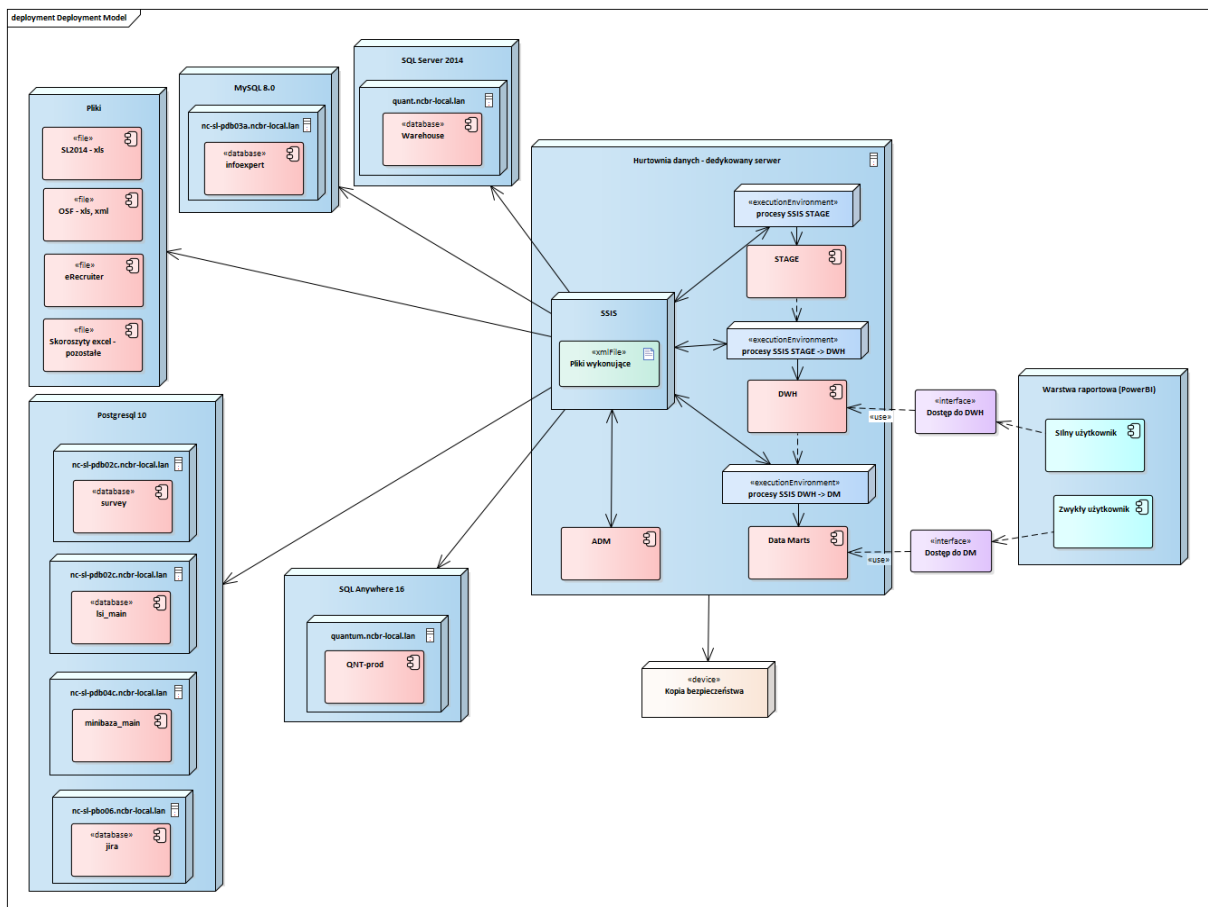 deployment Deployment Model
Pliki
«file»
SL2014 - xls
«file»
OSF - xls, xml
«file»
eRecruiter
«file»
Skoroszyty excel -
pozostałe
MySQL 8.0
nc-sl-pdb03a.ncbr-local.lan
«database»
infoexpert
SQL Server 2014
quant.ncbr-local.lan
«database»
Warehouse
Hurtownia danych - dedykowany serwer
«executionEnvironment»
procesy SSIS STAGE
STAGE
SSIS
«xmlFile»
Pliki wykonujące
«executionEnvironment»
procesy SSIS STAGE -> DWH
DWH
«executionEnvironment»
procesy SSIS DWH -> DM
ADM
Data Marts
«use»
«interface»
Dostęp do DWH
«use»
«interface»
Dostęp do DM
Warstwa raportowa (PowerBI)
Silny użytkownik
Zwykły użytkownik
Postgresql 10
nc-sl-pdb02c.ncbr-local.lan
«database»
survey
nc-sl-pdb02c.ncbr-local.lan
«database»
lsi_main
nc-sl-pdb04c.ncbr-local.lan
minibaza_main
nc-sl-pbo06.ncbr-local.lan
«database»
jira
SQL Anywhere 16
quantum.ncbr-local.lan
QNT-prod
«device»
Kopia bezpieczeństwa